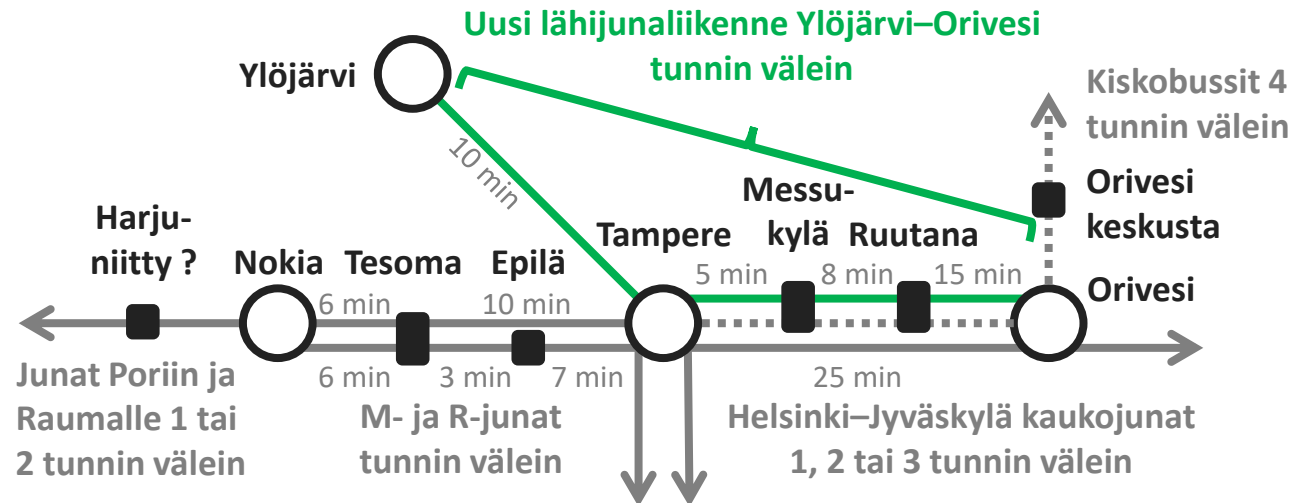 Uusi lähijunaliikenne Ylöjärvi–Orivesi
tunnin välein
Ylöjärvi
Kiskobussit 4
tunnin välein
10 min
Orivesi
keskusta
Harju-
niitty ?
Nokia
Tesoma
Epilä
Tampere
Messu-
kylä
Ruutana
Orivesi
6 min
10 min
5 min
8 min
15 min
6 min
3 min
7 min
25 min
Junat Poriin ja
Raumalle 1 tai
2 tunnin välein
M- ja R-junat
tunnin välein
Helsinki–Jyväskylä kaukojunat
1, 2 tai 3 tunnin välein